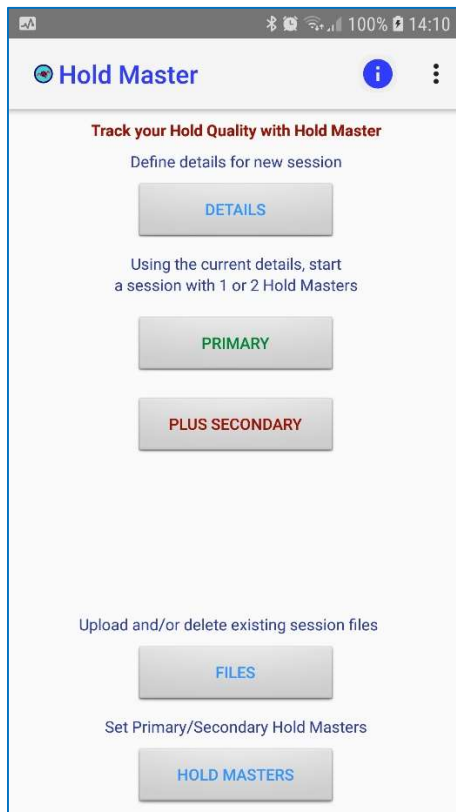 100% 14:10
Hold Master
i
Track your Hold Quality with Hold Master
Define details for new session
DETAILS
Using the current details, start
a session with 1 or 2 Hold Masters
PRIMARY
PLUS SECONDARY
Upload and/or delete existing session files
FILES
Set Primary/Secondary Hold Masters
HOLD MASTERS